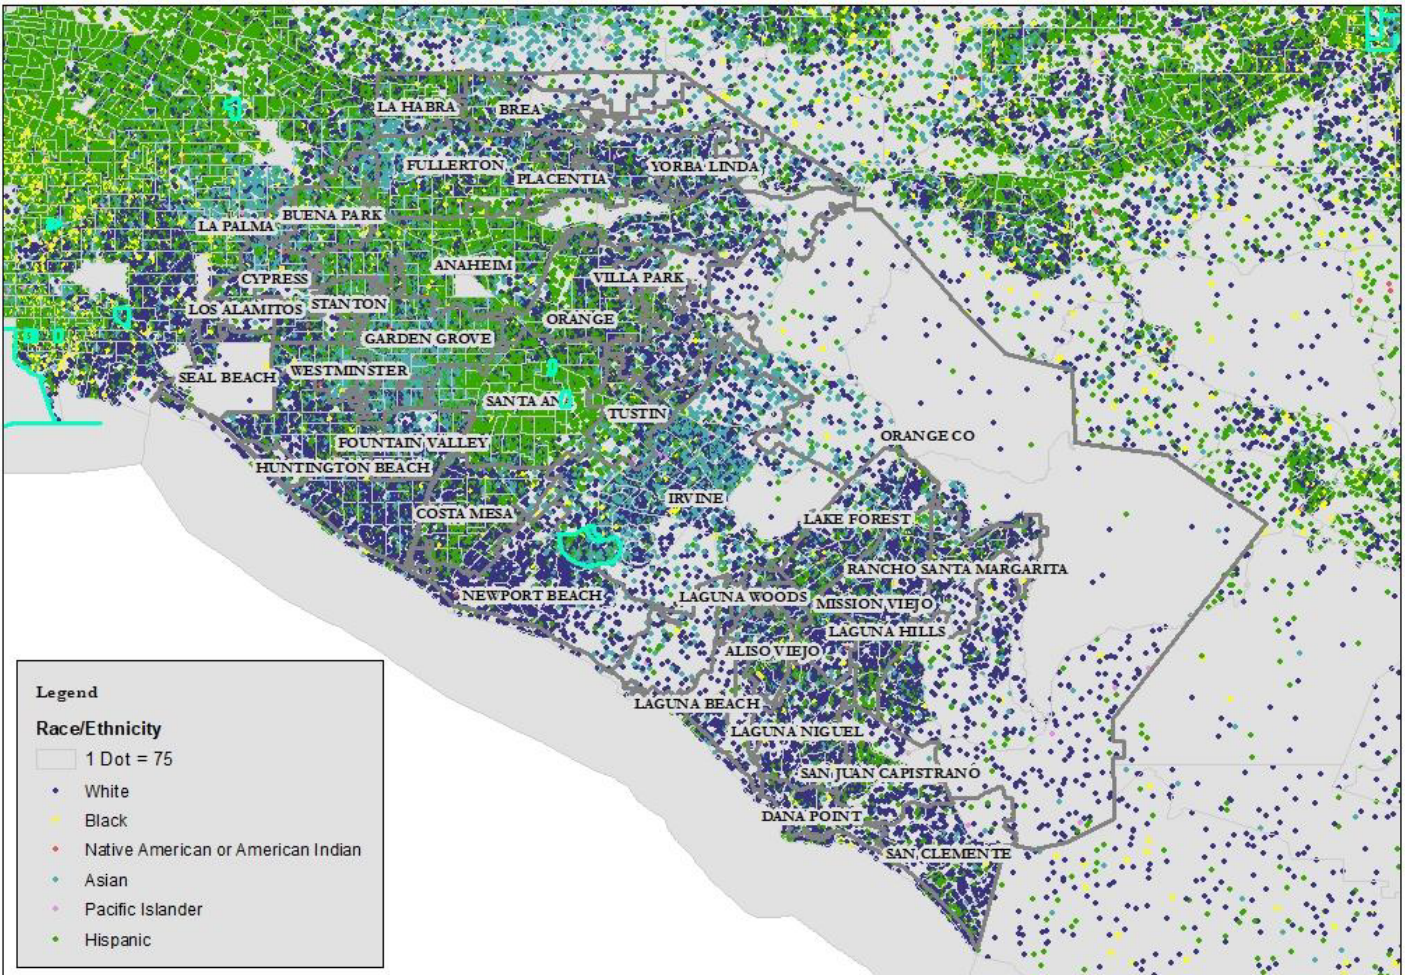 LA HABRA
BREA
FULLERTON
YORBA LINDA
PLACENTIA
BUENA PARK
LA PALMA
ANAHEIM
CYPRESS
VILLA PARK
STANTON
LOS ALAMITOS
ORANGE
GARDEN GROVE
WESTMINSTER
SEAL BEACH
SANTA AN
TUSTIN
ORANGE CO
FOUNTAIN VALLEY
HUNTINGTON BEACH
IRVINE
COSTA MESA
LAKE FOREST
RANCHO SANTA MARGARITA
NEWPORT BEACH
LAGUNA WOODS
MISSION VIEJO
LAGUNA HILLS
ALISO VIEJO
LAGUNA BEACH
LAGUNA NIGUEL
SAN JUAN CAPISTRANO
DANA POINT
SAN CLEMENTE
Legend
Race/Ethnicity
1 Dot = 75
White
Black
Native American or American Indian
Asian
Pacific Islander
Hispanic